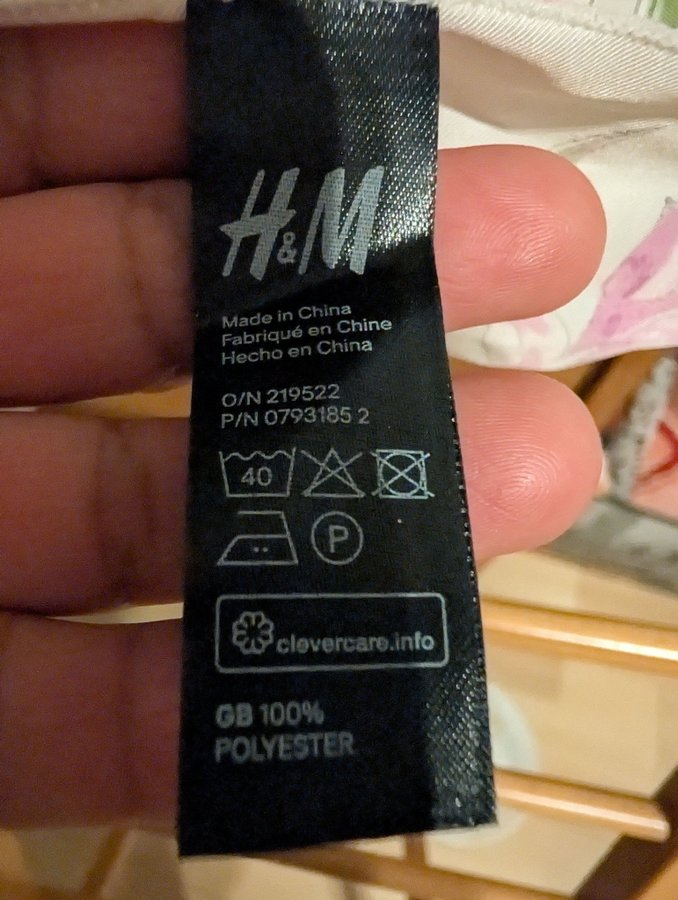 H&M
Made in China
Fabriqué en Chine
Hecho en China
O/N 219522
P/N 0793185 2
40
P
clevercare.info
GB 100%
POLYESTER